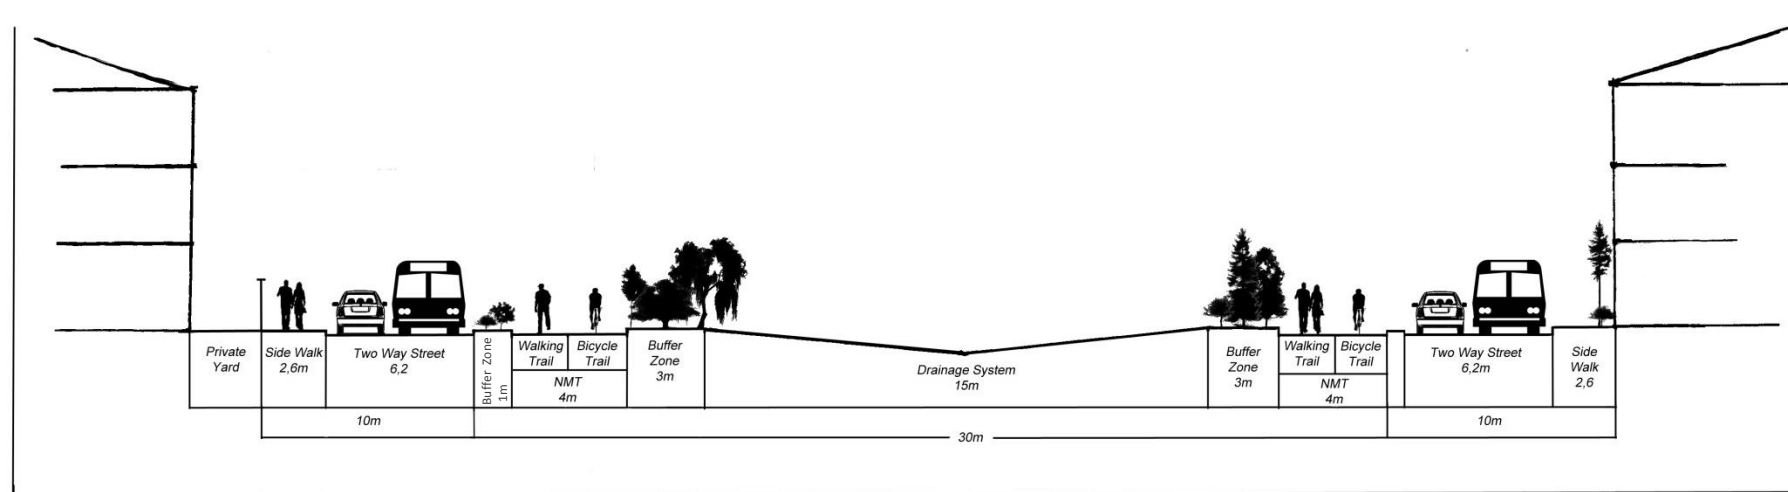 Private
Yard
Side Walk
2,6m
Two Way Street
6,2
Buffer Zone
1m
Walking
Trail
Bicycle
Trail
NMT
4m
Buffer
Zone
3m
Drainage System
15m
Buffer
Zone
3m
Walking
Trail
Bicycle
Trail
NMT
4m
Two Way Street
6,2m
Side
Walk
2,6
10m
30m
10m